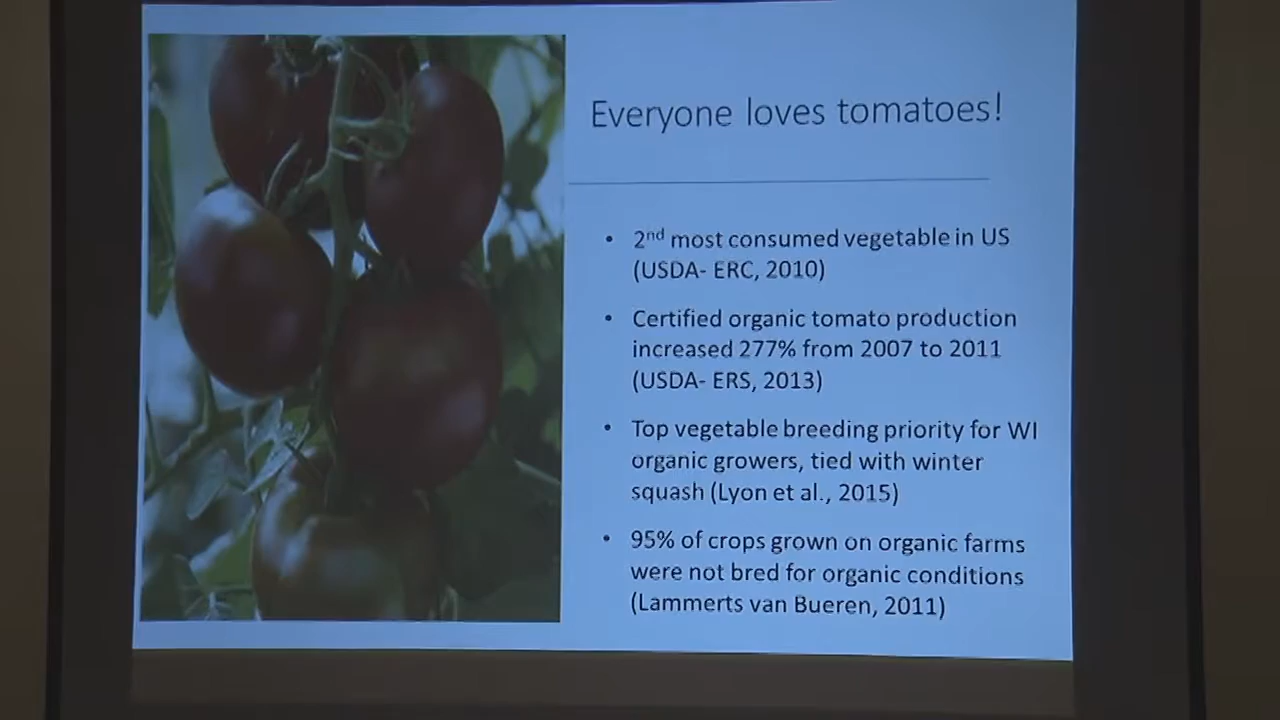 Everyone loves tomatoes!
• 2nd most consumed vegetable in US
(USDA- ERC, 2010)
• Certified organic tomato production
increased 277% from 2007 to 2011
(USDA- ERS, 2013)
• Top vegetable breeding priority for WI
organic growers, tied with winter
squash (Lyon et al., 2015)
• 95% of crops grown on organic farms
were not bred for organic conditions
(Lammerts van Bueren, 2011)